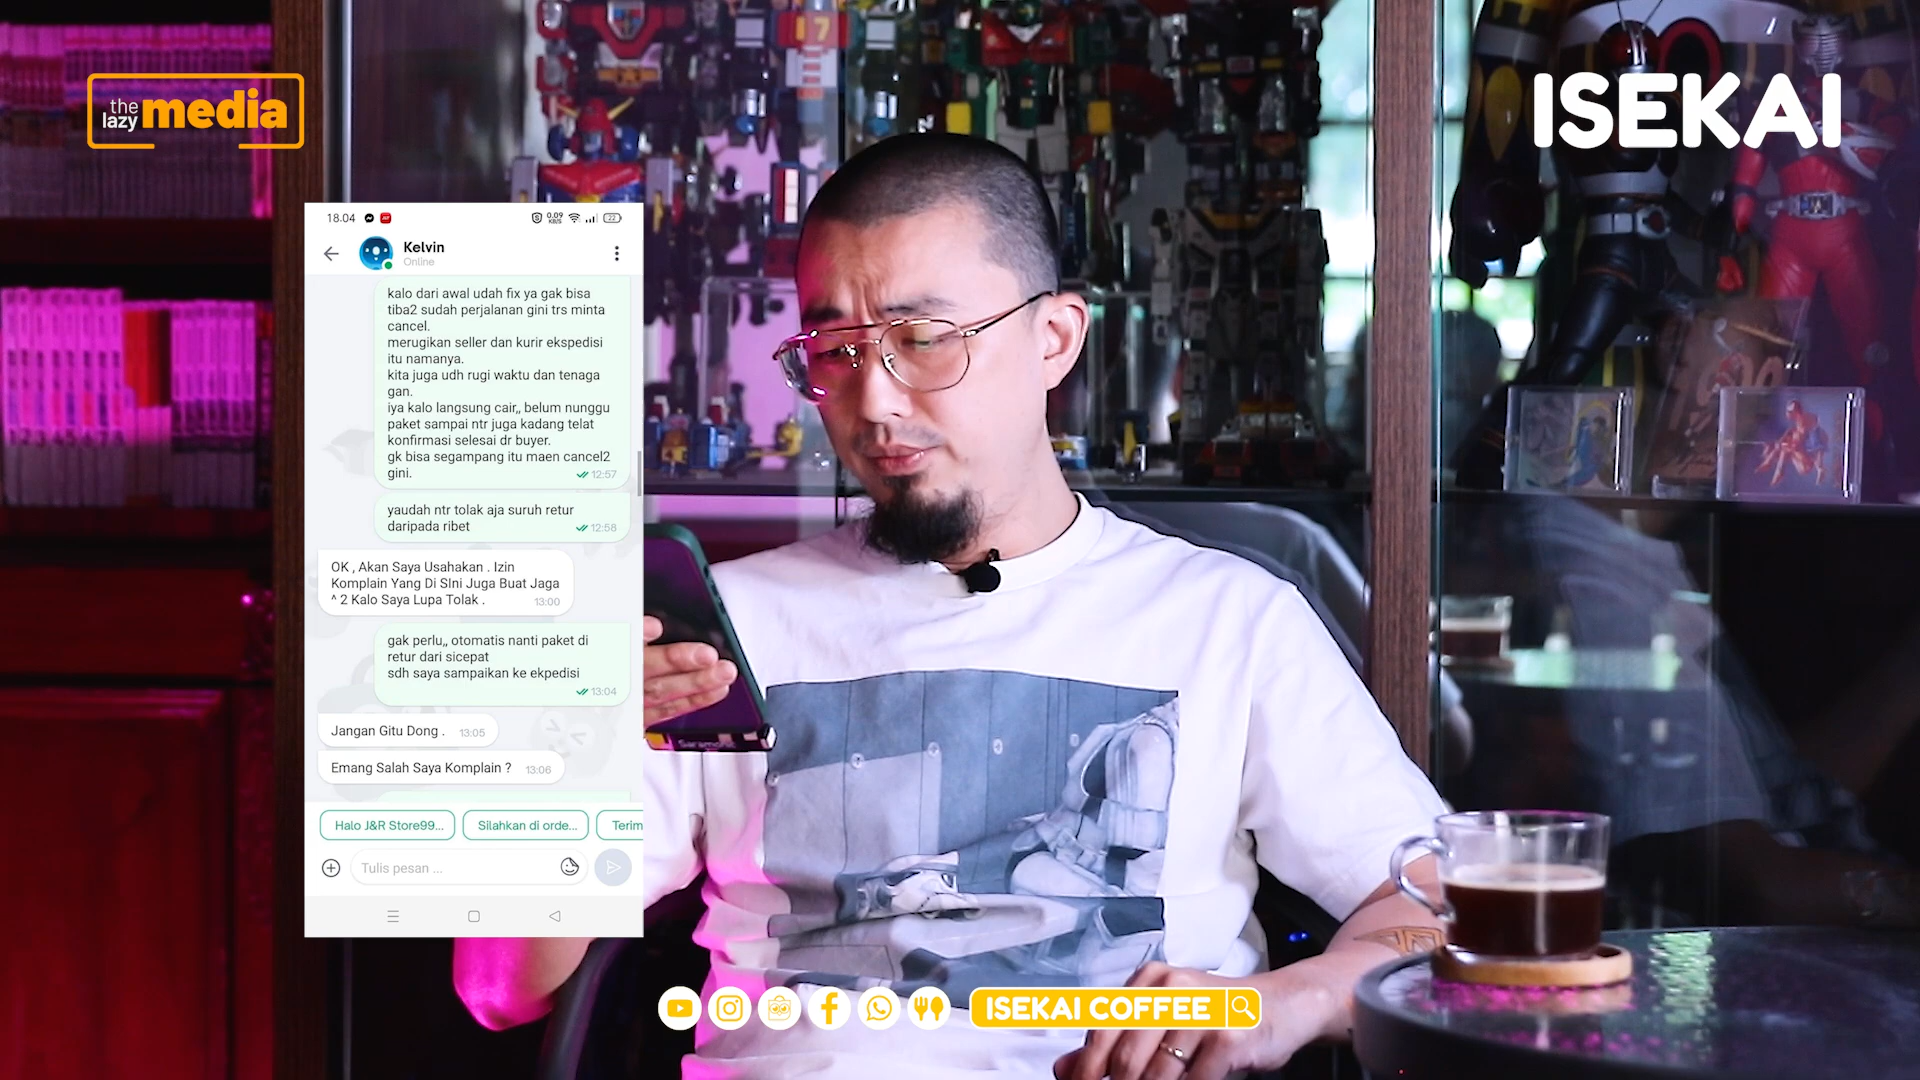 the
lazy
media
ISEKAI
17
18.04
0.09
KB/S
22
Kelvin
Online
kalo dari awal udah fix ya gak bisa
tiba2 sudah perjalanan gini trs minta
cancel.
merugikan seller dan kurir ekspedisi
itu namanya.
kita juga udh rugi waktu dan tenaga
gan.
iya kalo langsung cair,, belum nunggu
paket sampai ntr juga kadang telat
konfirmasi selesai dr buyer.
gk bisa segampang itu maen cancel2
gini.
12:57
yaudah ntr tolak aja suruh retur
daripada ribet
12:58
OK , Akan Saya Usahakan . Izin
Komplain Yang Di SIni Juga Buat Jaga
^ 2 Kalo Saya Lupa Tolak .
13:00
gak perlu,, otomatis nanti paket di
retur dari sicepat
sdh saya sampaikan ke ekpedisi
13:04
Jangan Gitu Dong .
13:05
Emang Salah Saya Komplain ?
13:06
Halo J&R Store99...
Silahkan di orde...
Terim
Tulis pesan ...
Saramonic
ISEKAI COFFEE